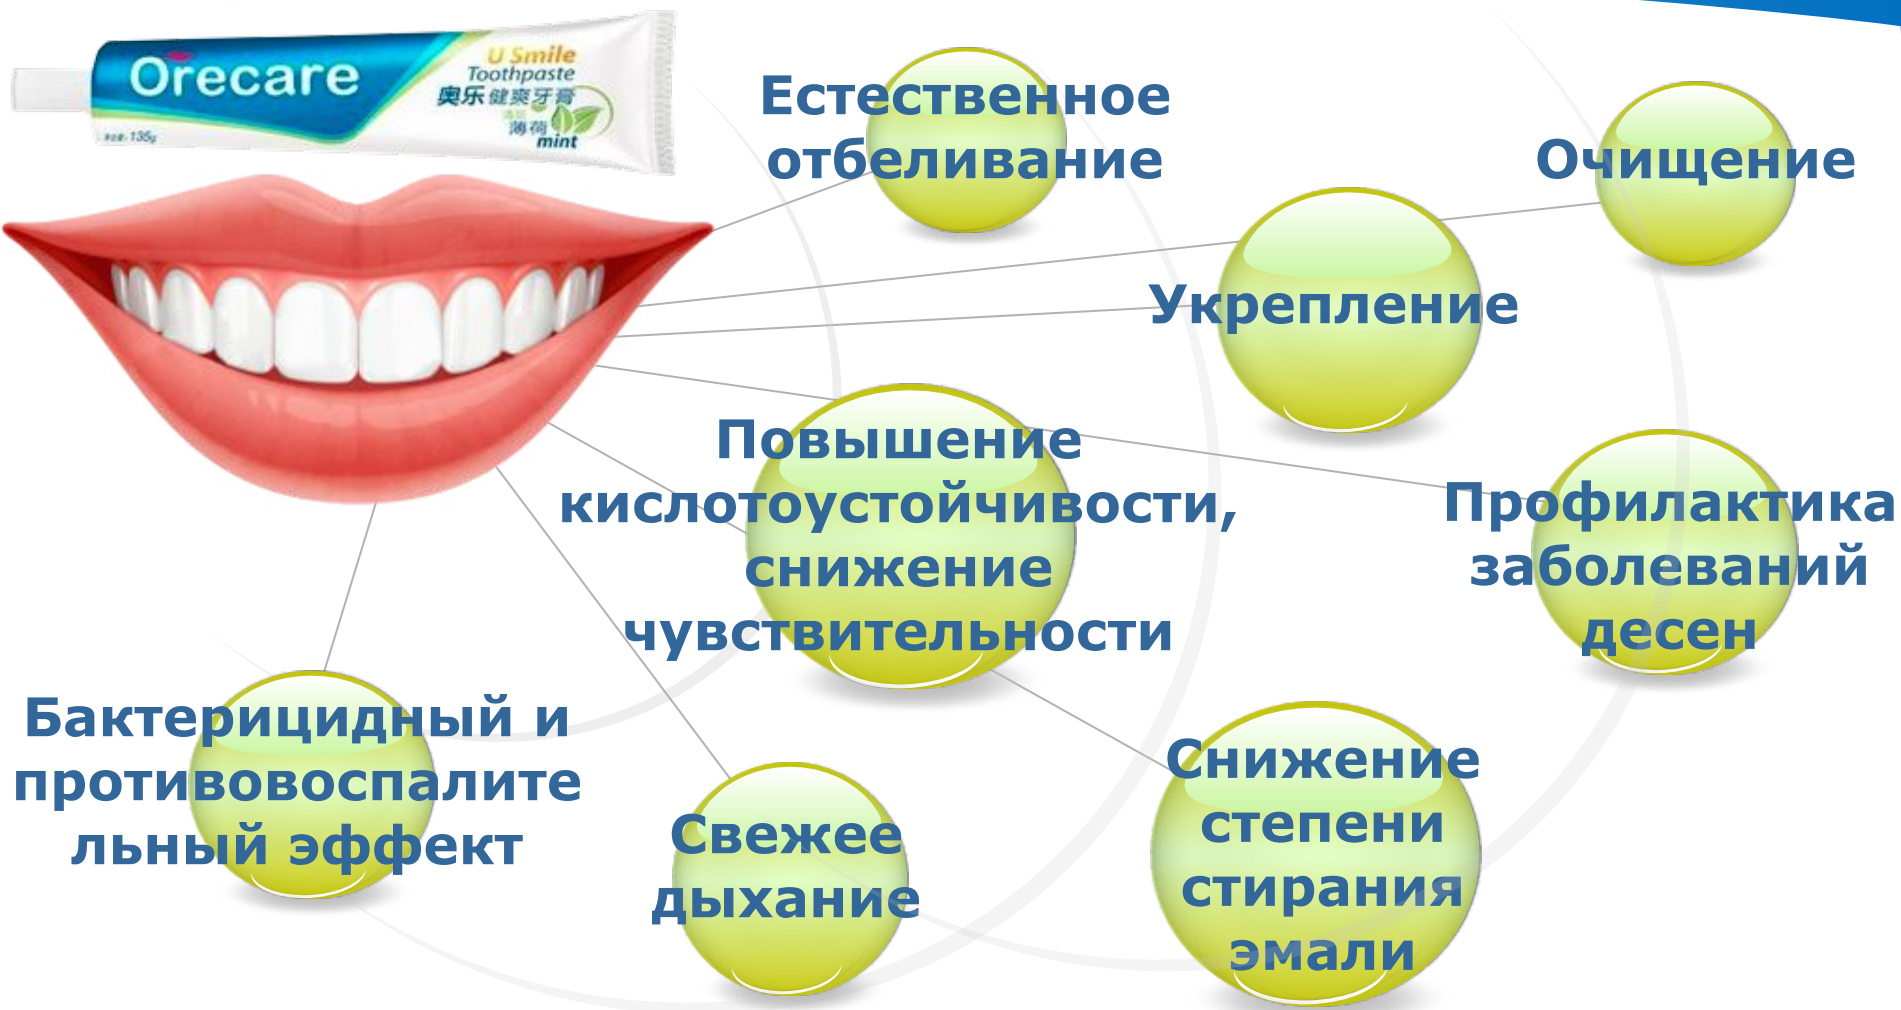 Orecare
U Smile
Toothpaste
奥乐 健爽牙膏
薄荷
mint
135g
Естественное
отбеливание
Очищение
Укрепление
Повышение
кислотоустойчивости,
снижение
чувствительности
Профилактика
заболеваний
десен
Бактерицидный и
противовоспалите
льный эффект
Свежее
дыхание
Снижение
степени
стирания
эмали